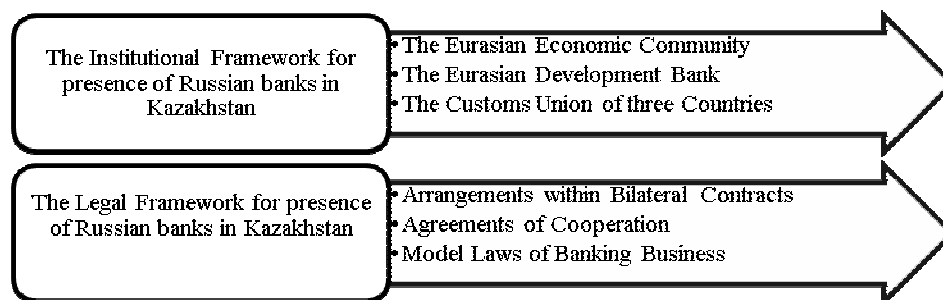 The Institutional Framework for
presence of Russian banks in
Kazakhstan
• The Eurasian Economic Community
• The Eurasian Development Bank
• The Customs Union of three Countries
The Legal Framework for presence
of Russian banks in Kazakhstan
• Arrangements within Bilateral Contracts
• Agreements of Cooperation
• Model Laws of Banking Business